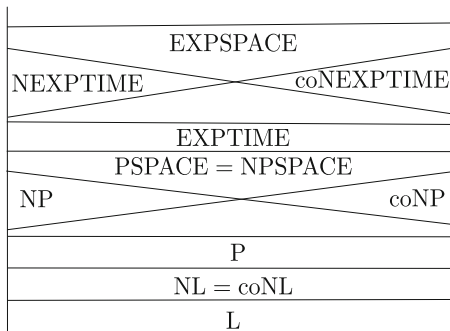 EXPSPACE
NEXPTIME coNEXPTIME
EXPTIME
PSPACE = NPSPACE
NP coNP
P
NL = coNL
L